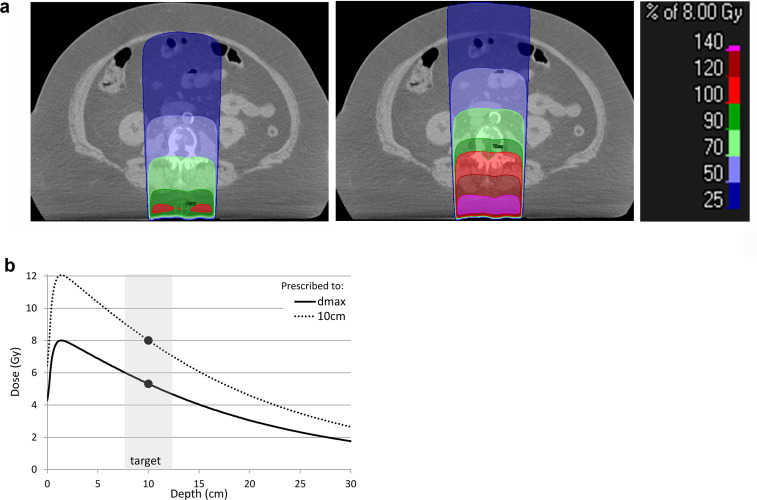 a
% of 8.00 Gy
140
120
100
90
70
50
25
b
12
10
8
6
4
2
0
Dose (Gy)
Prescribed to:
dmax
10cm
target
0 5 10 15 20 25 30
Depth (cm)